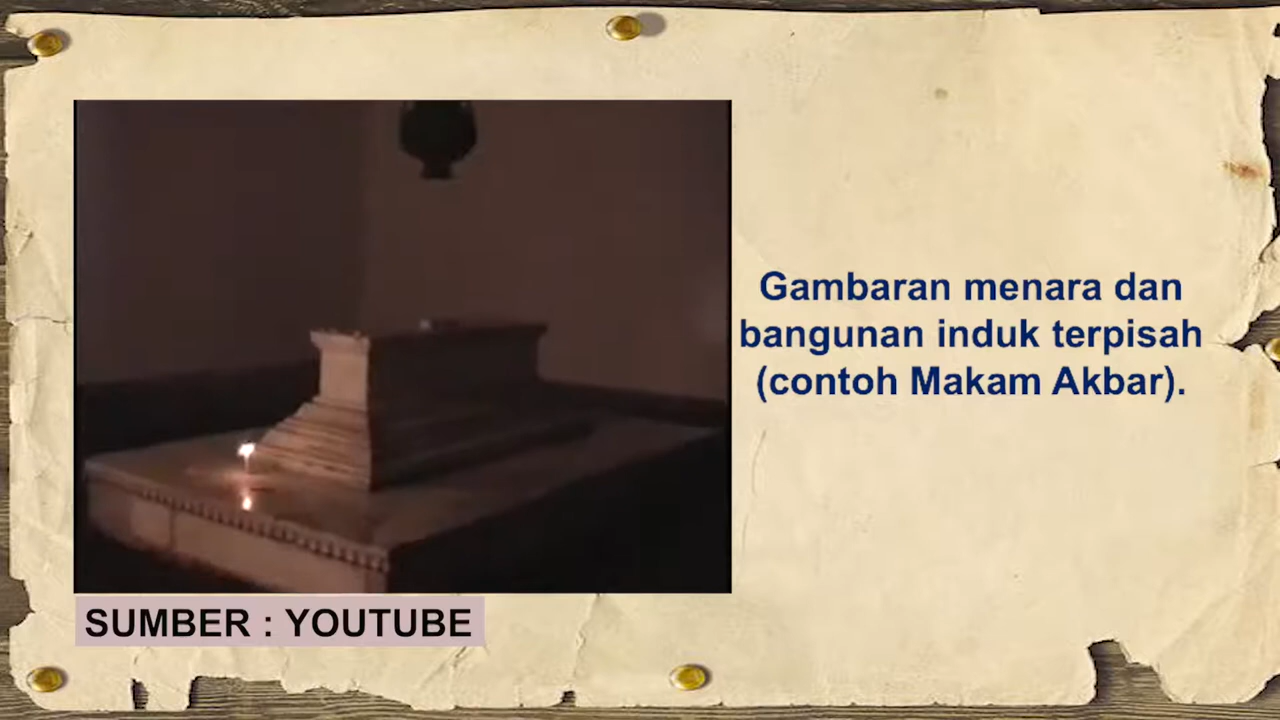 Gambaran menara dan
bangunan induk terpisah
(contoh Makam Akbar).
SUMBER : YOUTUBE